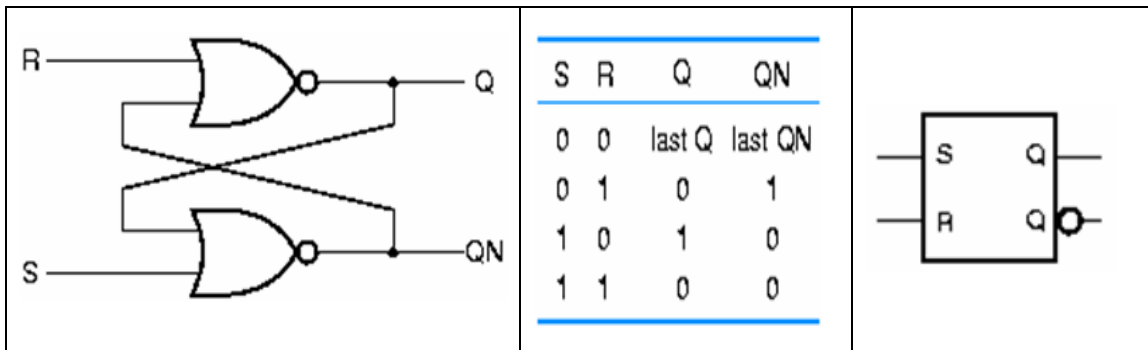 R
Q
S
QN
S R Q QN
0 0 last Q last QN
0 1 0 1
1 0 1 0
1 1 0 0
S Q
R Q